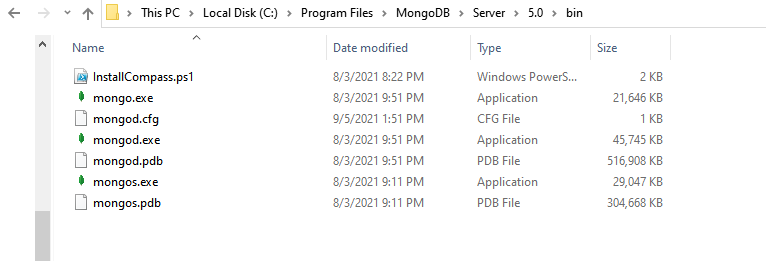 This PC > Local Disk (C:) > Program Files > MongoDB > Server > 5.0 > bin
Name Date modified Type Size
InstallCompass.ps1 8/3/2021 8:22 PM Windows PowerS... 2 KB
mongo.exe 8/3/2021 9:51 PM Application 21,646 KB
mongod.cfg 9/5/2021 1:51 PM CFG File 1 KB
mongod.exe 8/3/2021 9:51 PM Application 45,745 KB
mongod.pdb 8/3/2021 9:51 PM PDB File 516,908 KB
mongos.exe 8/3/2021 9:11 PM Application 29,047 KB
mongos.pdb 8/3/2021 9:11 PM PDB File 304,668 KB